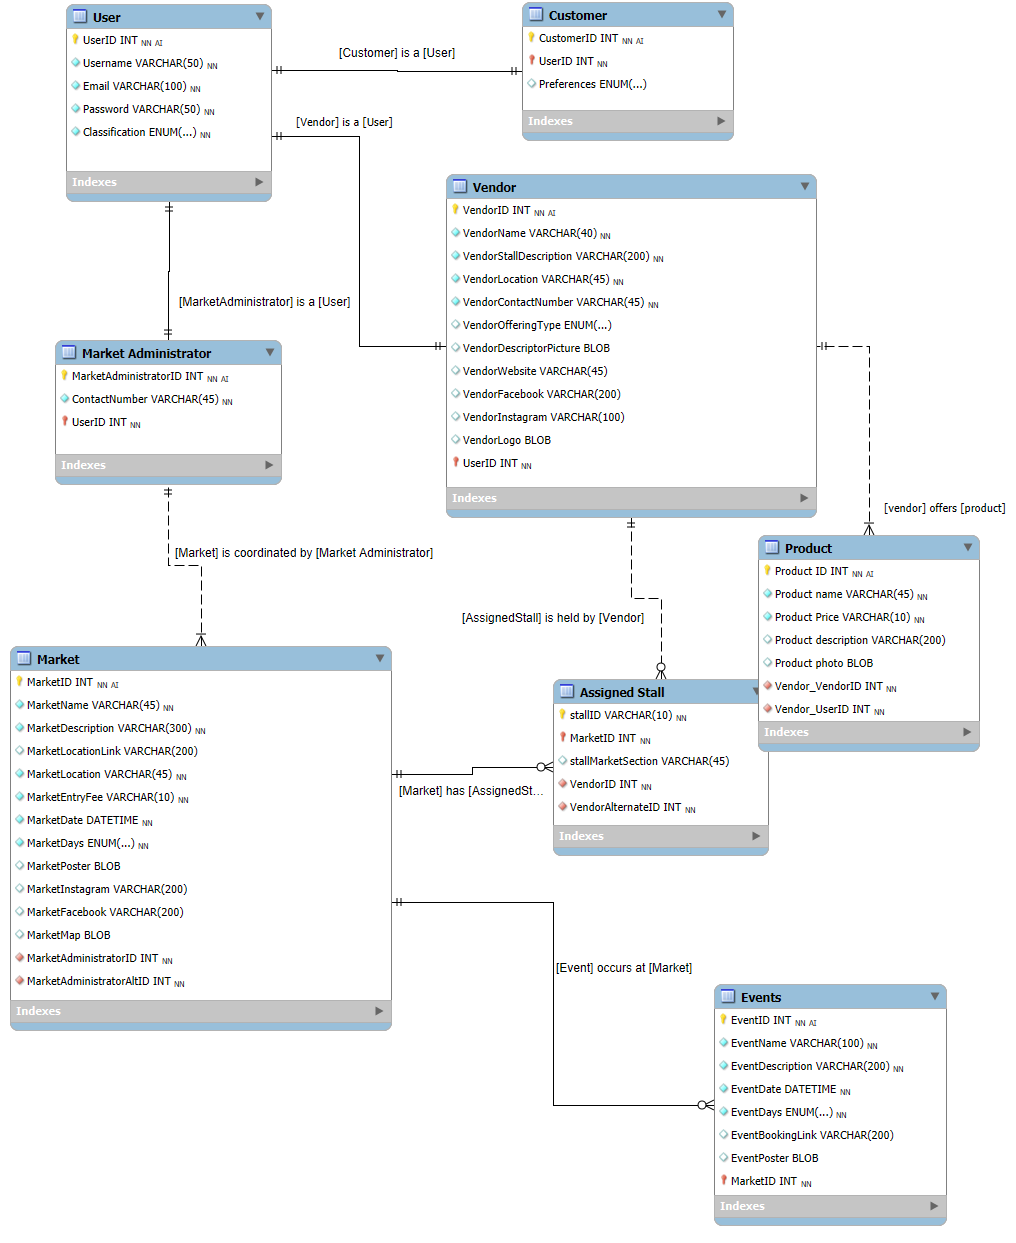 User
UserID INT NN AI
Username VARCHAR(50) NN
Email VARCHAR(100) NN
Password VARCHAR(50) NN
Classification ENUM(...) NN
Indexes
[Customer] is a [User]
Customer
CustomerID INT NN AI
UserID INT NN
Preferences ENUM(...)
Indexes
[Vendor] is a [User]
Vendor
VendorID INT NN AI
VendorName VARCHAR(40) NN
VendorStallDescription VARCHAR(200) NN
VendorLocation VARCHAR(45) NN
VendorContactNumber VARCHAR(45) NN
VendorOfferingType ENUM(...)
VendorDescriptorPicture BLOB
VendorWebsite VARCHAR(45)
VendorFacebook VARCHAR(200)
VendorInstagram VARCHAR(100)
VendorLogo BLOB
UserID INT NN
Indexes
[MarketAdministrator] is a [User]
Market Administrator
MarketAdministratorID INT NN AI
ContactNumber VARCHAR(45) NN
UserID INT NN
Indexes
[vendor] offers [product]
Product
Product ID INT NN AI
Product name VARCHAR(45) NN
Product Price VARCHAR(10) NN
Product description VARCHAR(200)
Product photo BLOB
Vendor_VendorID INT NN
Vendor_UserID INT NN
Indexes
[Market] is coordinated by [Market Administrator]
[AssignedStall] is held by [Vendor]
Market
MarketID INT NN AI
MarketName VARCHAR(45) NN
MarketDescription VARCHAR(300) NN
MarketLocationLink VARCHAR(200)
MarketLocation VARCHAR(45) NN
MarketEntryFee VARCHAR(10) NN
MarketDate DATETIME NN
MarketDays ENUM(...) NN
MarketPoster BLOB
MarketInstagram VARCHAR(200)
MarketFacebook VARCHAR(200)
MarketMap BLOB
MarketAdministratorID INT NN
MarketAdministratorAltID INT NN
Indexes
Assigned Stall
stallID VARCHAR(10) NN
MarketID INT NN
stallMarketSection VARCHAR(45)
VendorID INT NN
VendorAlternateID INT NN
Indexes
[Market] has [AssignedSt...
[Event] occurs at [Market]
Events
EventID INT NN AI
EventName VARCHAR(100) NN
EventDescription VARCHAR(200) NN
EventDate DATETIME NN
EventDays ENUM(...) NN
EventBookingLink VARCHAR(200)
EventPoster BLOB
MarketID INT NN
Indexes